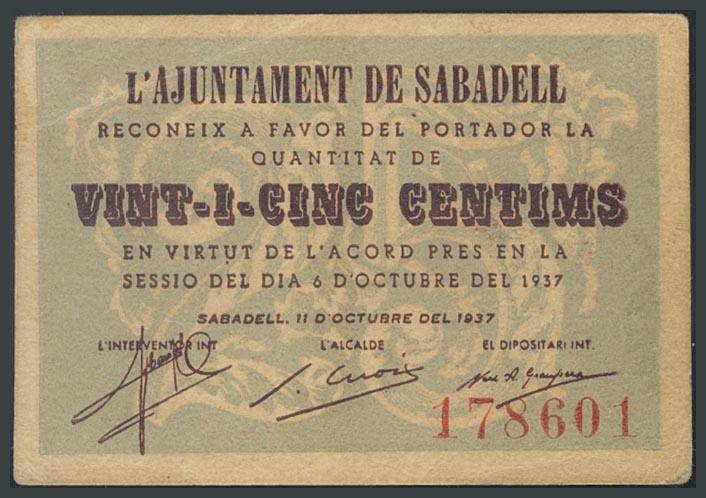 L'AJUNTAMENT DE SABADELL
RECONEIX A FAVOR DEL PORTADOR LA
QUANTITAT DE
VINT-I-CINC CENTIMS
EN VIRTUT DE L'ACORD PRES EN LA
SESSIO DEL DIA 6 D'OCTUBRE DEL 1937
SABADELL, 11 D'OCTUBRE DEL 1937
L'INTERVENTOR INT. L'ALCALDE EL DIPOSITARI INT.
178601